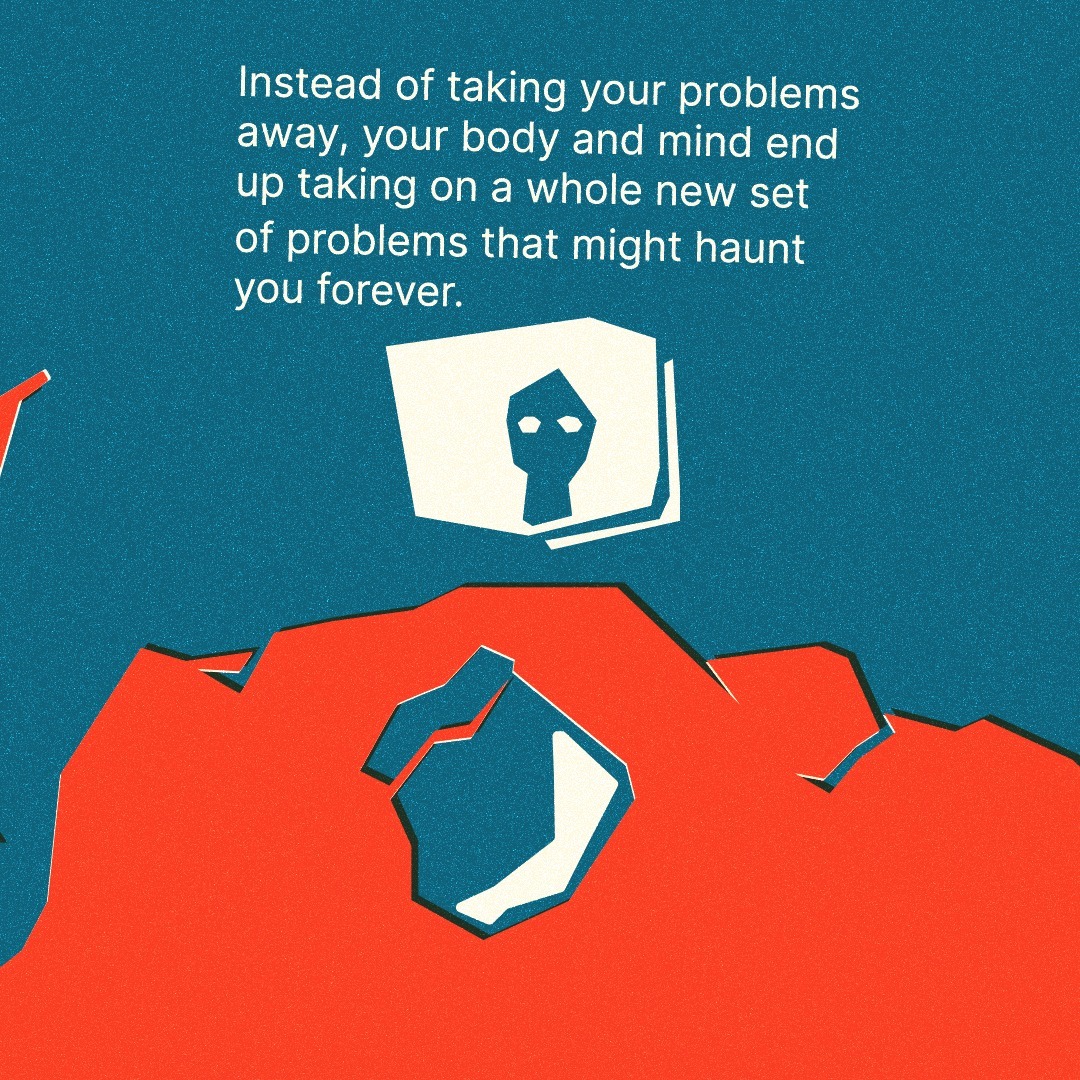 Instead of taking your problems
away, your body and mind end
up taking on a whole new set
of problems that might haunt
you forever.